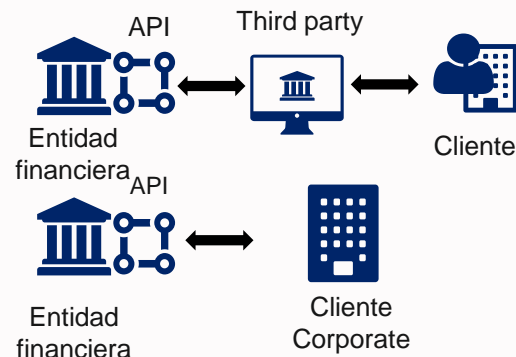 API
Third party
Entidad
financiera
Cliente
API
Entidad
financiera
Cliente
Corporate